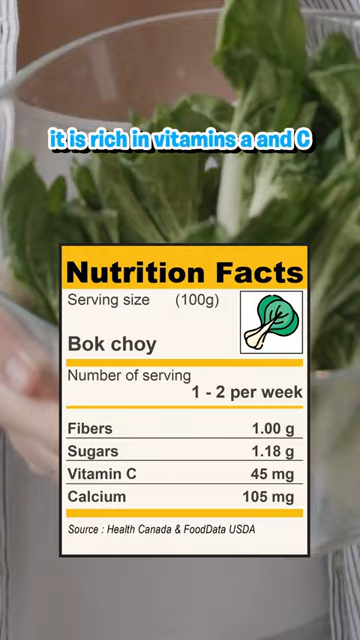 it is rich in vitamins a and C
Nutrition Facts
Serving size (100g)
Bok choy
Number of serving
1 - 2 per week
Fibers 1.00 g
Sugars 1.18 g
Vitamin C 45 mg
Calcium 105 mg
Source : Health Canada & FoodData USDA